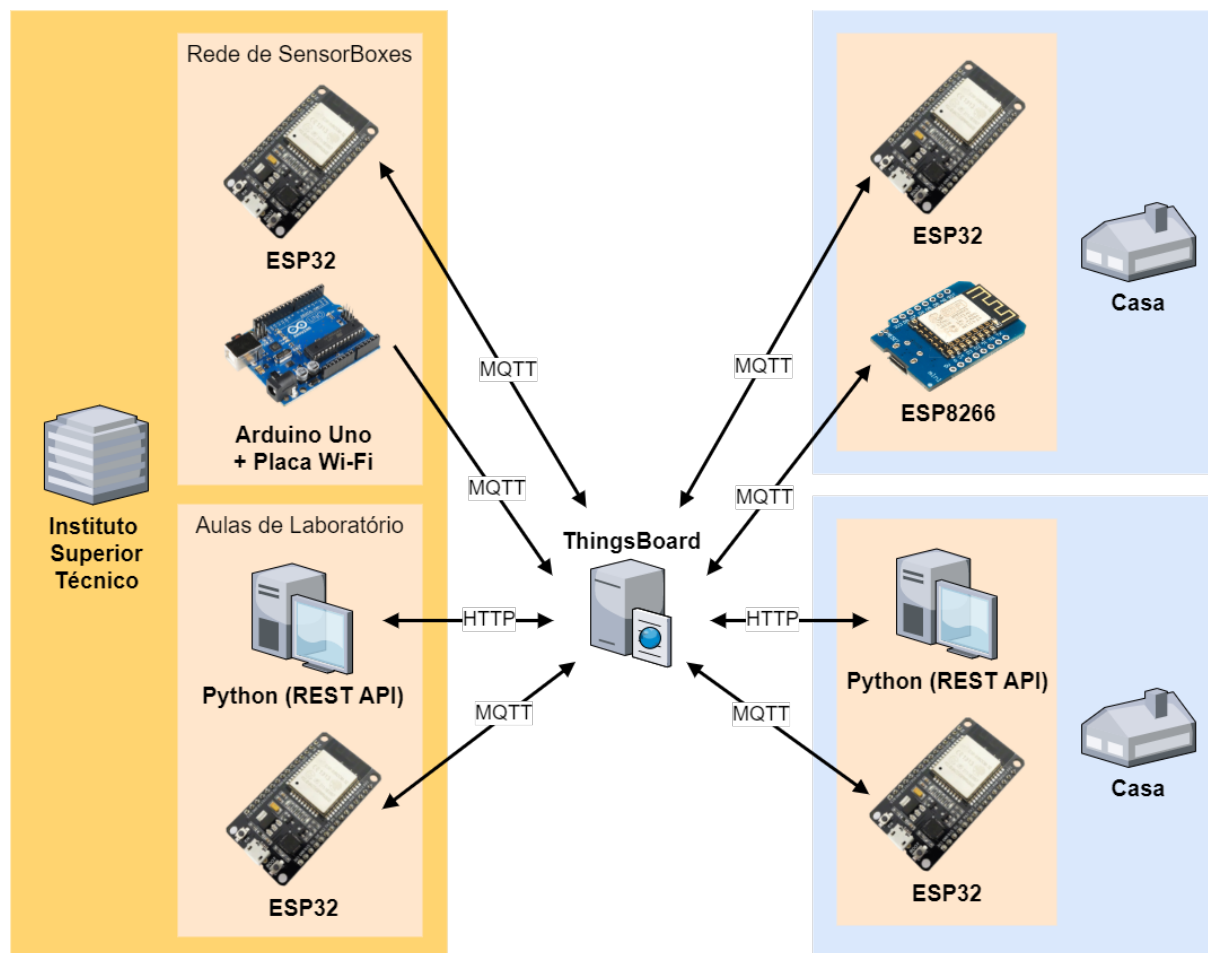 Rede de SensorBoxes
ESP32
Arduino Uno
+ Placa Wi-Fi
Instituto
Superior
Técnico
Aulas de Laboratório
Python (REST API)
ESP32
MQTT
MQTT
HTTP
MQTT
ThingsBoard
MQTT
MQTT
HTTP
MQTT
ESP32
ESP8266
Casa
Python (REST API)
ESP32
Casa